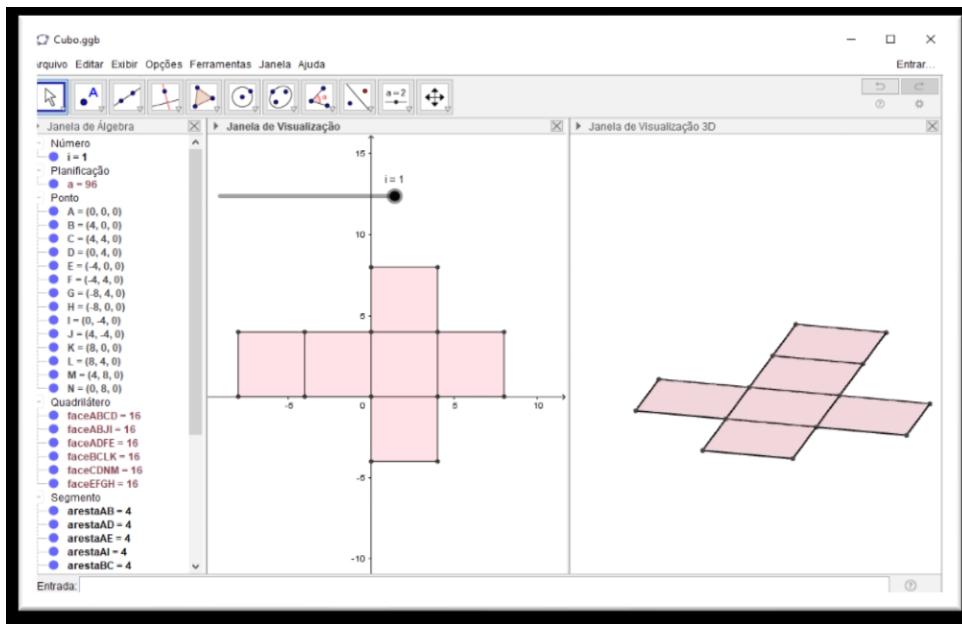 Cubo.ggb
rquivo Editar Exibir Opções Ferramentas Janela Ajuda
Entrar...
A
a=2
Janela de Álgebra
Número
i = 1
Planificação
a = 96
Ponto
A = (0, 0, 0)
B = (4, 0, 0)
C = (4, 4, 0)
D = (0, 4, 0)
E = (-4, 0, 0)
F = (-4, 4, 0)
G = (-8, 4, 0)
H = (-8, 0, 0)
I = (0, -4, 0)
J = (4, -4, 0)
K = (8, 0, 0)
L = (8, 4, 0)
M = (4, 8, 0)
N = (0, 8, 0)
Quadrilátero
faceABCD = 16
faceABJI = 16
faceADFE = 16
faceBCLK = 16
faceCDNM = 16
faceEFGH = 16
Segmento
arestaAB = 4
arestaAD = 4
arestaAE = 4
arestaAI = 4
arestaBC = 4
Janela de Visualização
15
i = 1
10
5
-5
0
5
10
-5
-10
Janela de Visualização 3D
Entrada: